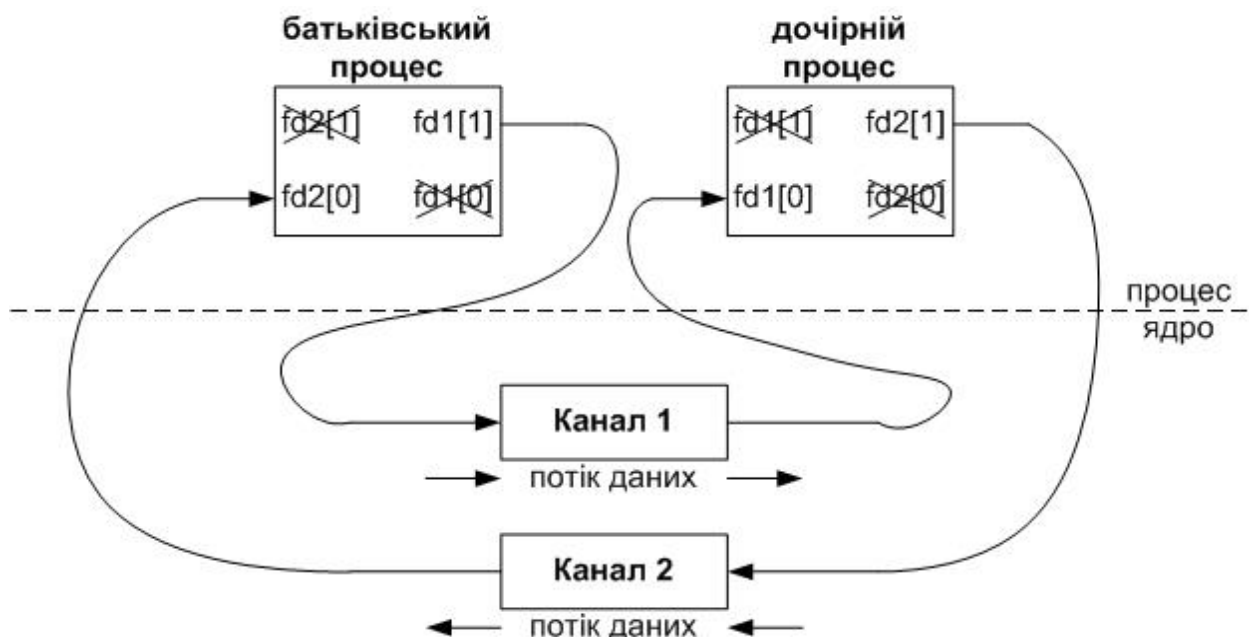 батьківський
процес
дочірній
процес
fd2[1] fd1[1]
fd2[0] fd1[0]
fd1[1] fd2[1]
fd1[0] fd2[0]
процес
ядро
Канал 1
потік даних
Канал 2
потік даних